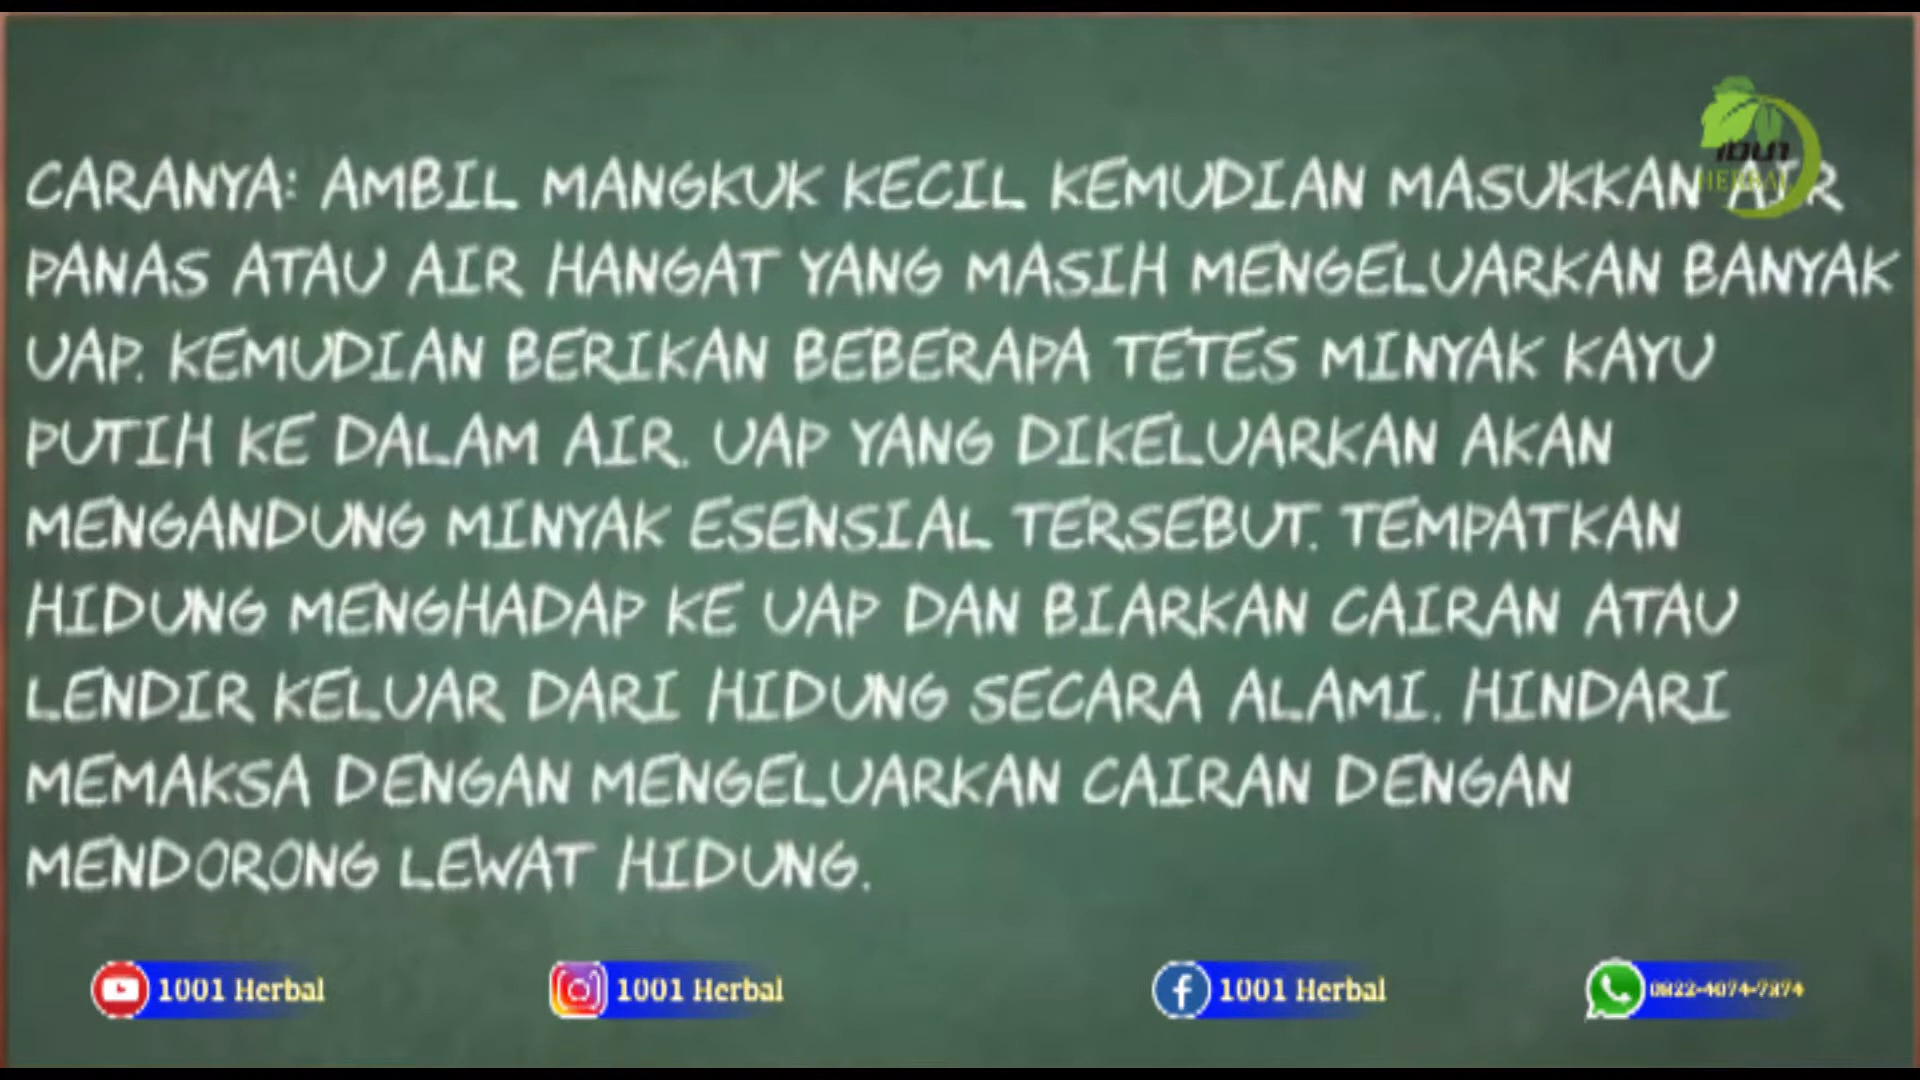 CARANYA: AMBIL MANGKUK KECIL KEMUDIAN MASUKKAN AIR
PANAS ATAU AIR HANGAT YANG MASIH MENGELUARKAN BANYAK
UAP. KEMUDIAN BERIKAN BEBERAPA TETES MINYAK KAYU
PUTIH KE DALAM AIR. UAP YANG DIKELUARKAN AKAN
MENGANDUNG MINYAK ESENSIAL TERSEBUT. TEMPATKAN
HIDUNG MENGHADAP KE UAP DAN BIARKAN CAIRAN ATAU
LENDIR KELUAR DARI HIDUNG SECARA ALAMI. HINDARI
MEMAKSA DENGAN MENGELUARKAN CAIRAN DENGAN
MENDORONG LEWAT HIDUNG.
1001
HERBAL
1001 Herbal
1001 Herbal
1001 Herbal